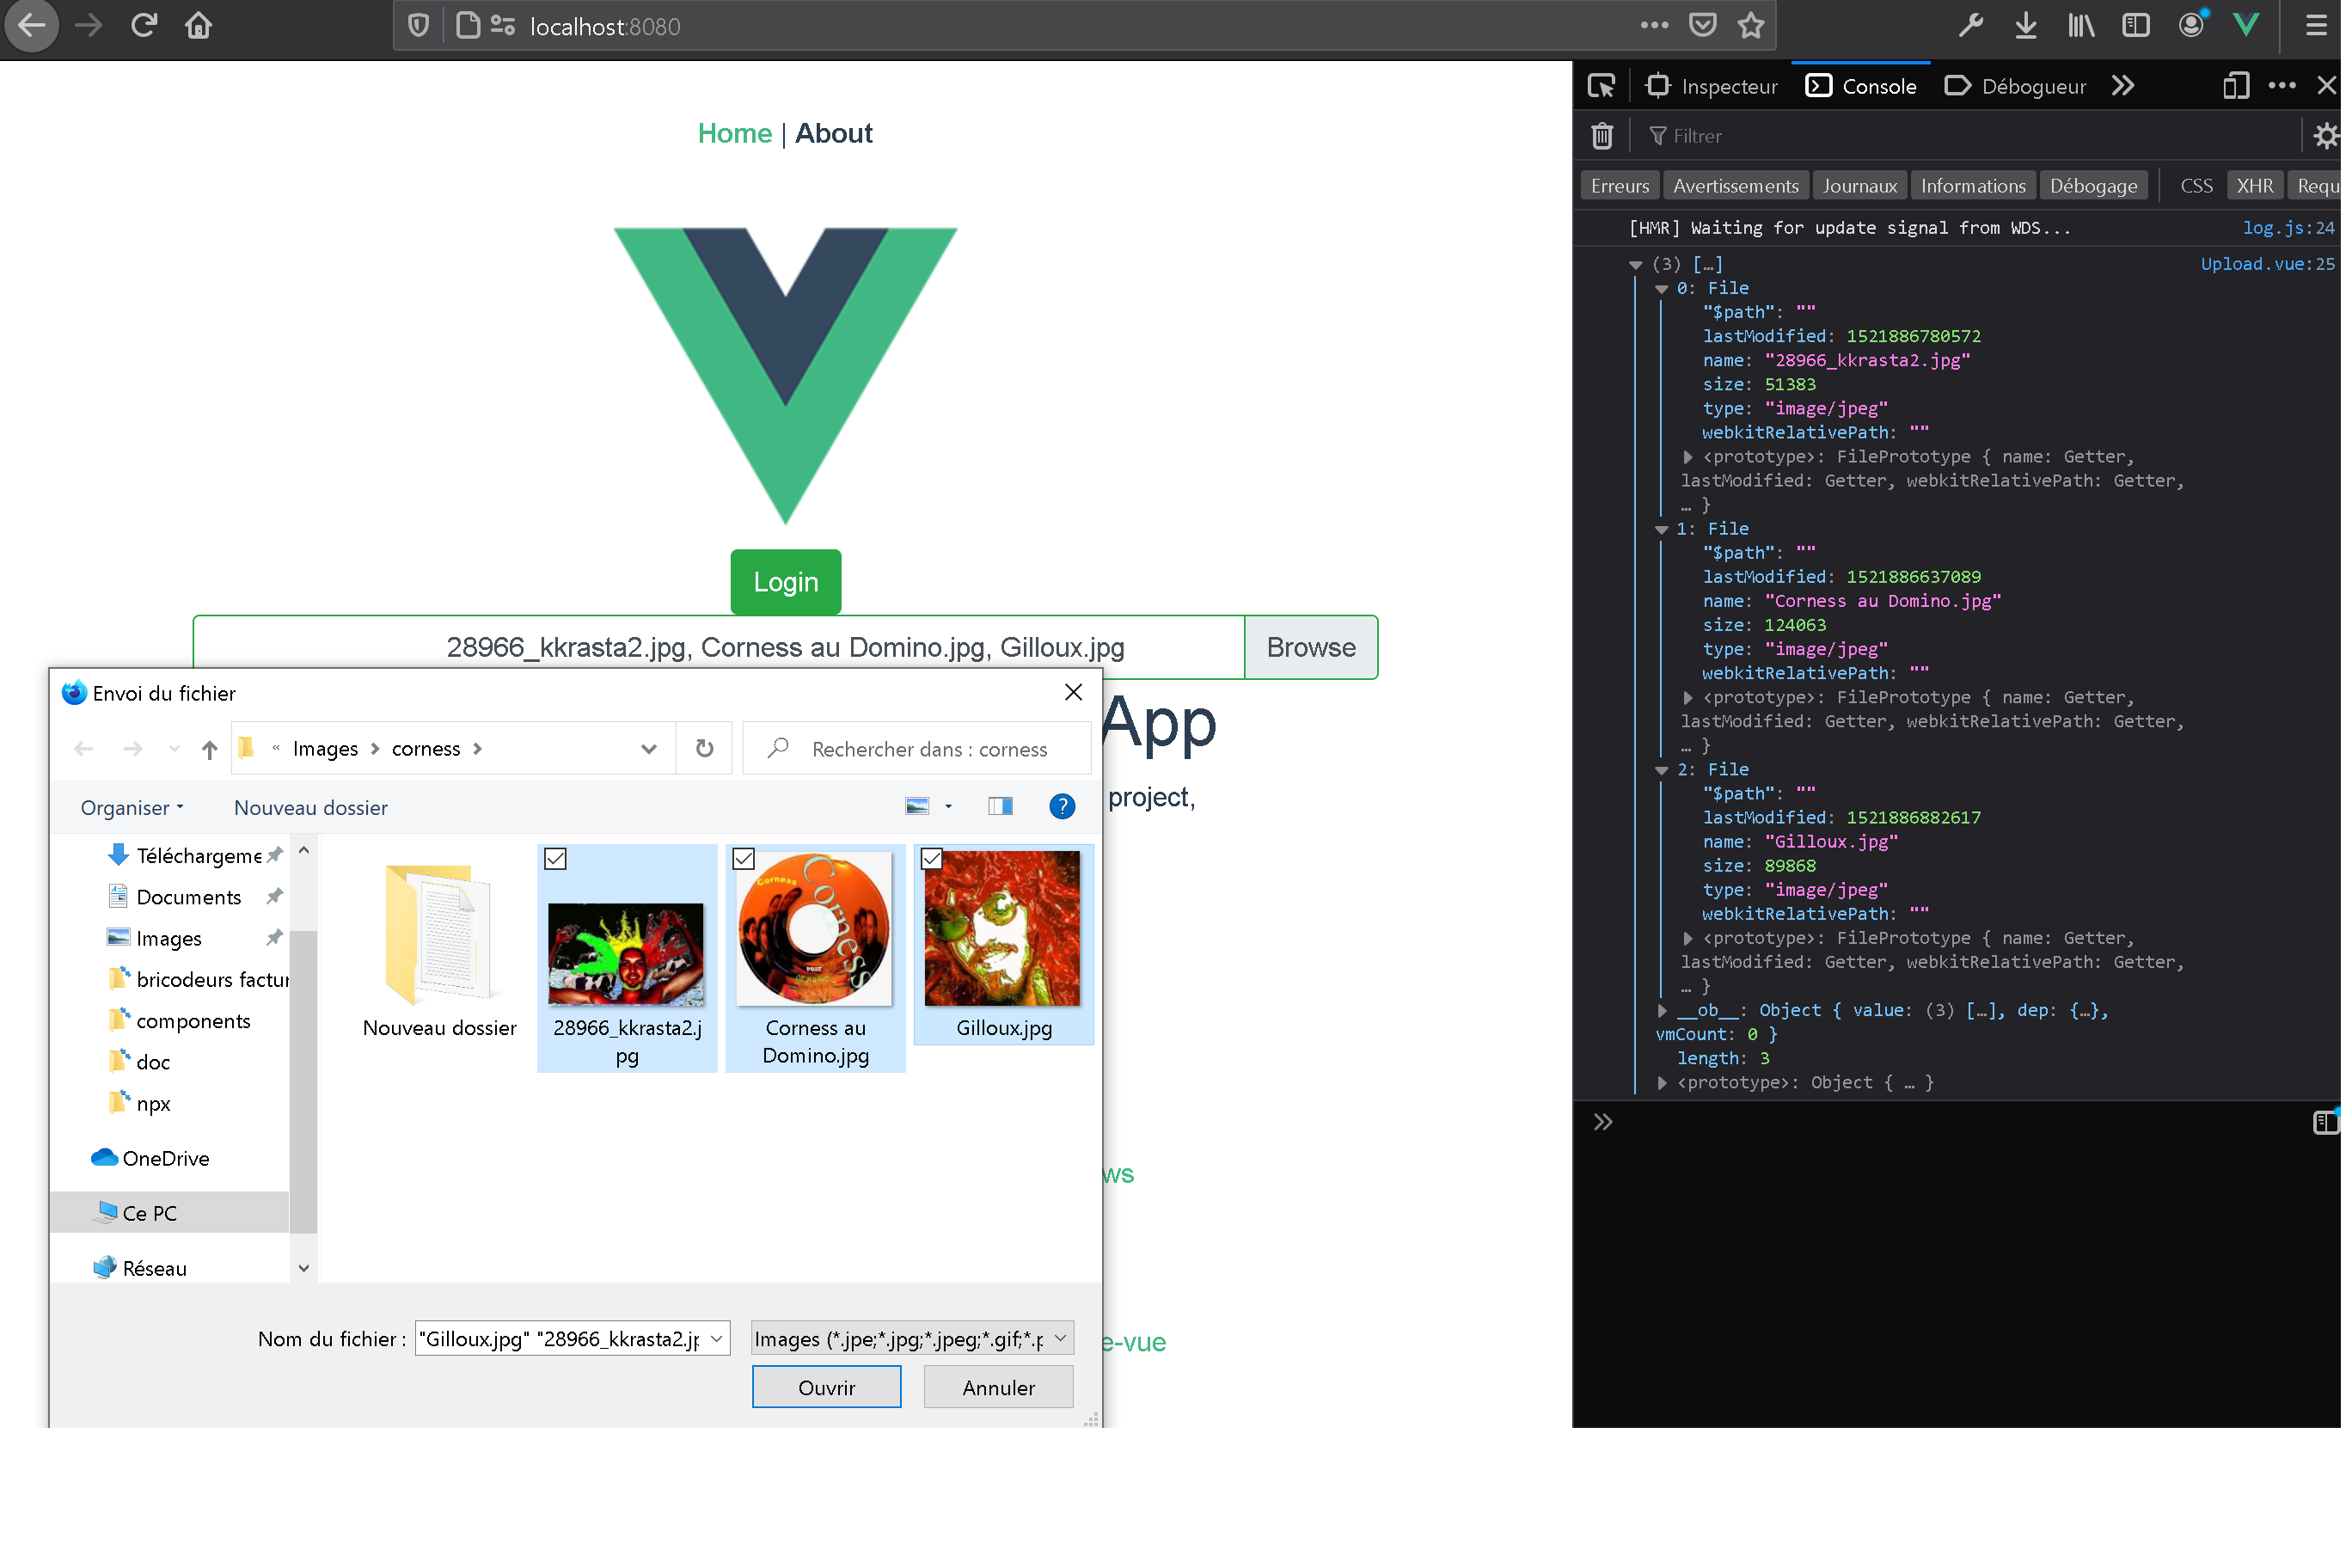 localhost:8080
Home | About
Login
28966_kkrasta2.jpg, Corness au Domino.jpg, Gilloux.jpg
Browse
App
project,
ws
e-vue
Envoi du fichier
« Images > corness >
Rechercher dans : corness
Organiser
Nouveau dossier
Téléchargeme
Documents
Images
bricodeurs factur
components
doc
npx
OneDrive
Ce PC
Réseau
Nouveau dossier
28966_kkrasta2.j
pg
Corness au
Domino.jpg
Gilloux.jpg
Corness
Corness
Nom du fichier :
"Gilloux.jpg" "28966_kkrasta2.jp
Images (*.jpe;*.jpg;*.jpeg;*.gif;*.p
Ouvrir
Annuler
Inspecteur
Console
Débogueur
Filtrer
Erreurs
Avertissements
Journaux
Informations
Débogage
CSS
XHR
Requ
[HMR] Waiting for update signal from WDS... log.js:24
(3) […] Upload.vue:25
0: File
"$path": ""
lastModified: 1521886780572
name: "28966_kkrasta2.jpg"
size: 51383
type: "image/jpeg"
webkitRelativePath: ""
<prototype>: FilePrototype { name: Getter,
lastModified: Getter, webkitRelativePath: Getter,
… }
1: File
"$path": ""
lastModified: 1521886637089
name: "Corness au Domino.jpg"
size: 124063
type: "image/jpeg"
webkitRelativePath: ""
<prototype>: FilePrototype { name: Getter,
lastModified: Getter, webkitRelativePath: Getter,
… }
2: File
"$path": ""
lastModified: 1521886882617
name: "Gilloux.jpg"
size: 89868
type: "image/jpeg"
webkitRelativePath: ""
<prototype>: FilePrototype { name: Getter,
lastModified: Getter, webkitRelativePath: Getter,
… }
__ob__: Object { value: (3) […], dep: {…},
vmCount: 0 }
length: 3
<prototype>: Object { … }